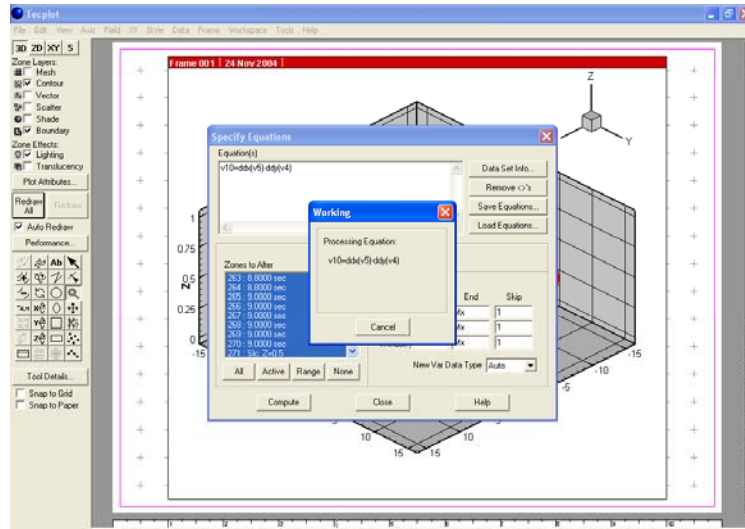 Tecplot
File Edit View Axis Field XY Style Data Frame Workspace Tools Help
3D 2D XY S
Zone Layers:
Mesh
Contour
Vector
Scatter
Shade
Boundary
Zone Effects:
Lighting
Translucency
Plot Attributes...
Redraw All
Redraw
Auto Redraw
Performance...
Ab
Tool Details...
Snap to Grid
Snap to Paper
Frame 001 | 24 Nov 2004 |
Z
Y
1
0.75
0.5
Z
0.25
0
-15
10
15
15
10
-5
-10
-15
Specify Equations
Equation(s)
v10=ddx(v5)-ddy(v4)
Data Set Info...
Remove <>'s
Save Equations...
Load Equations...
Zones to Alter
263 : 8.8000 sec
264 : 8.8000 sec
265 : 9.0000 sec
266 : 9.0000 sec
267 : 9.0000 sec
268 : 9.0000 sec
269 : 9.0000 sec
270 : 9.0000 sec
271 : Slc: Z=0.5
All Active Range None
End Skip
Mx 1
Mx 1
Mx 1
New Var Data Type Auto
Compute Close Help
Working
Processing Equation:
v10=ddx(v5)-ddy(v4)
Cancel